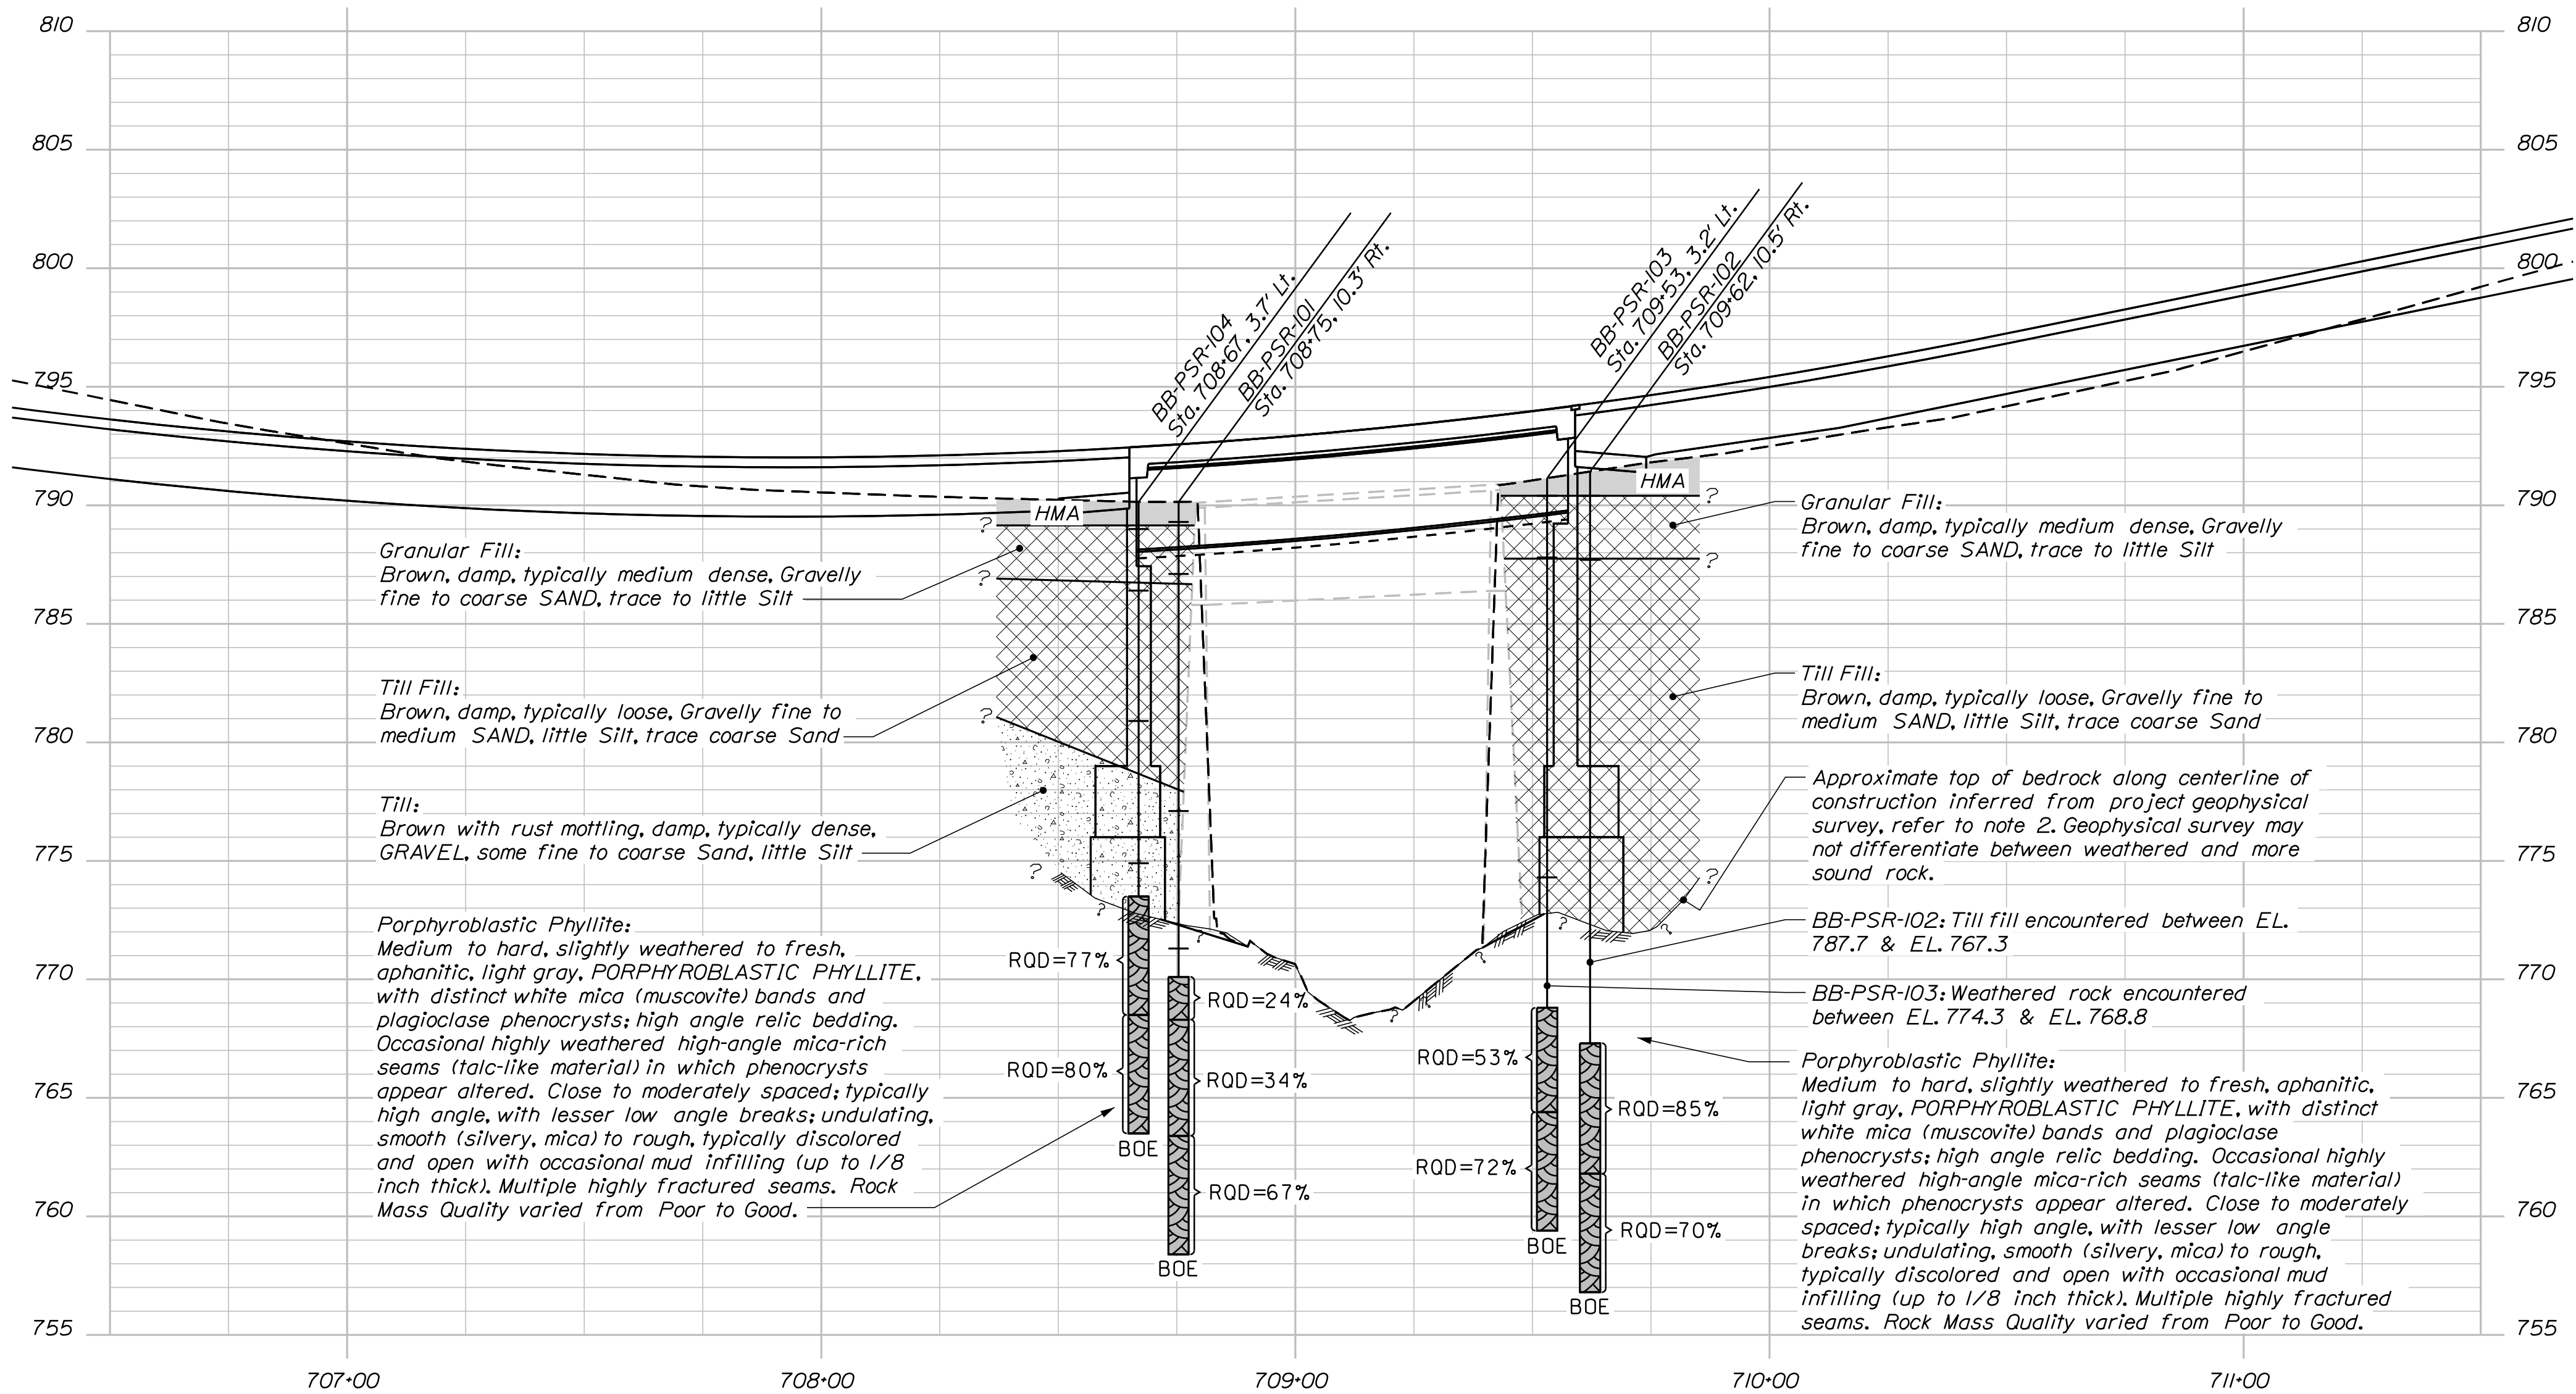 810
810
805
805
800
800
795
795
790
790
785
785
780
780
775
775
770
770
765
765
760
760
755
755
707+00
708+00
709+00
710+00
711+00
BB-PSR-104
Sta. 708+67, 3.7' Lt.
BB-PSR-101
Sta. 708+75, 10.3' Rt.
BB-PSR-103
Sta. 709+53, 3.2' Lt.
BB-PSR-102
Sta. 709+62, 10.5' Rt.
HMA
HMA
?
?
?
?
?
?
?
?
?
?
?
?
?
Granular Fill:
Brown, damp, typically medium dense, Gravelly
fine to coarse SAND, trace to little Silt
Till Fill:
Brown, damp, typically loose, Gravelly fine to
medium SAND, little Silt, trace coarse Sand
Till:
Brown with rust mottling, damp, typically dense,
GRAVEL, some fine to coarse Sand, little Silt
Porphyroblastic Phyllite:
Medium to hard, slightly weathered to fresh,
aphanitic, light gray, PORPHYROBLASTIC PHYLLITE,
with distinct white mica (muscovite) bands and
plagioclase phenocrysts; high angle relic bedding.
Occasional highly weathered high-angle mica-rich
seams (talc-like material) in which phenocrysts
appear altered. Close to moderately spaced; typically
high angle, with lesser low angle breaks; undulating,
smooth (silvery, mica) to rough, typically discolored
and open with occasional mud infilling (up to 1/8
inch thick). Multiple highly fractured seams. Rock
Mass Quality varied from Poor to Good.
RQD=77%
RQD=80%
BOE
RQD=24%
RQD=34%
RQD=67%
BOE
RQD=53%
RQD=72%
BOE
RQD=85%
RQD=70%
BOE
Granular Fill:
Brown, damp, typically medium dense, Gravelly
fine to coarse SAND, trace to little Silt
Till Fill:
Brown, damp, typically loose, Gravelly fine to
medium SAND, little Silt, trace coarse Sand
Approximate top of bedrock along centerline of
construction inferred from project geophysical
survey, refer to note 2. Geophysical survey may
not differentiate between weathered and more
sound rock.
BB-PSR-102: Till fill encountered between EL.
787.7 & EL. 767.3
BB-PSR-103: Weathered rock encountered
between EL. 774.3 & EL. 768.8
Porphyroblastic Phyllite:
Medium to hard, slightly weathered to fresh, aphanitic,
light gray, PORPHYROBLASTIC PHYLLITE, with distinct
white mica (muscovite) bands and plagioclase
phenocrysts; high angle relic bedding. Occasional highly
weathered high-angle mica-rich seams (talc-like material)
in which phenocrysts appear altered. Close to moderately
spaced; typically high angle, with lesser low angle
breaks; undulating, smooth (silvery, mica) to rough,
typically discolored and open with occasional mud
infilling (up to 1/8 inch thick). Multiple highly fractured
seams. Rock Mass Quality varied from Poor to Good.